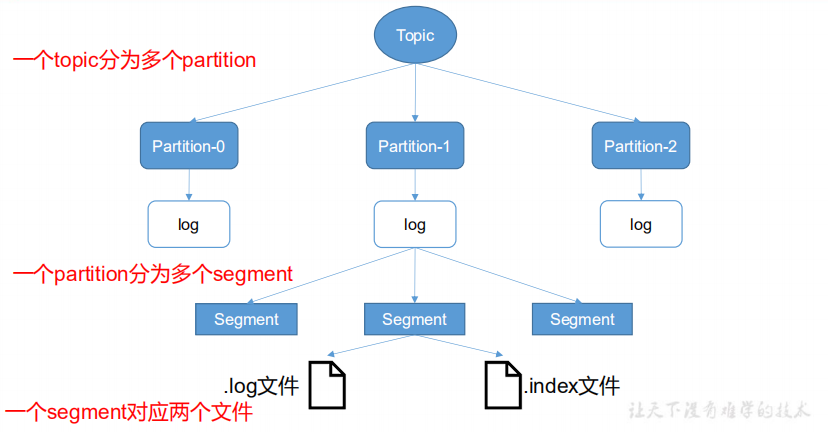 Topic
一个topic分为多个partition
Partition-0
Partition-1
Partition-2
log
log
log
一个partition分为多个segment
Segment
Segment
Segment
.log文件
.index文件
一个segment对应两个文件
让天下没有难学的技术